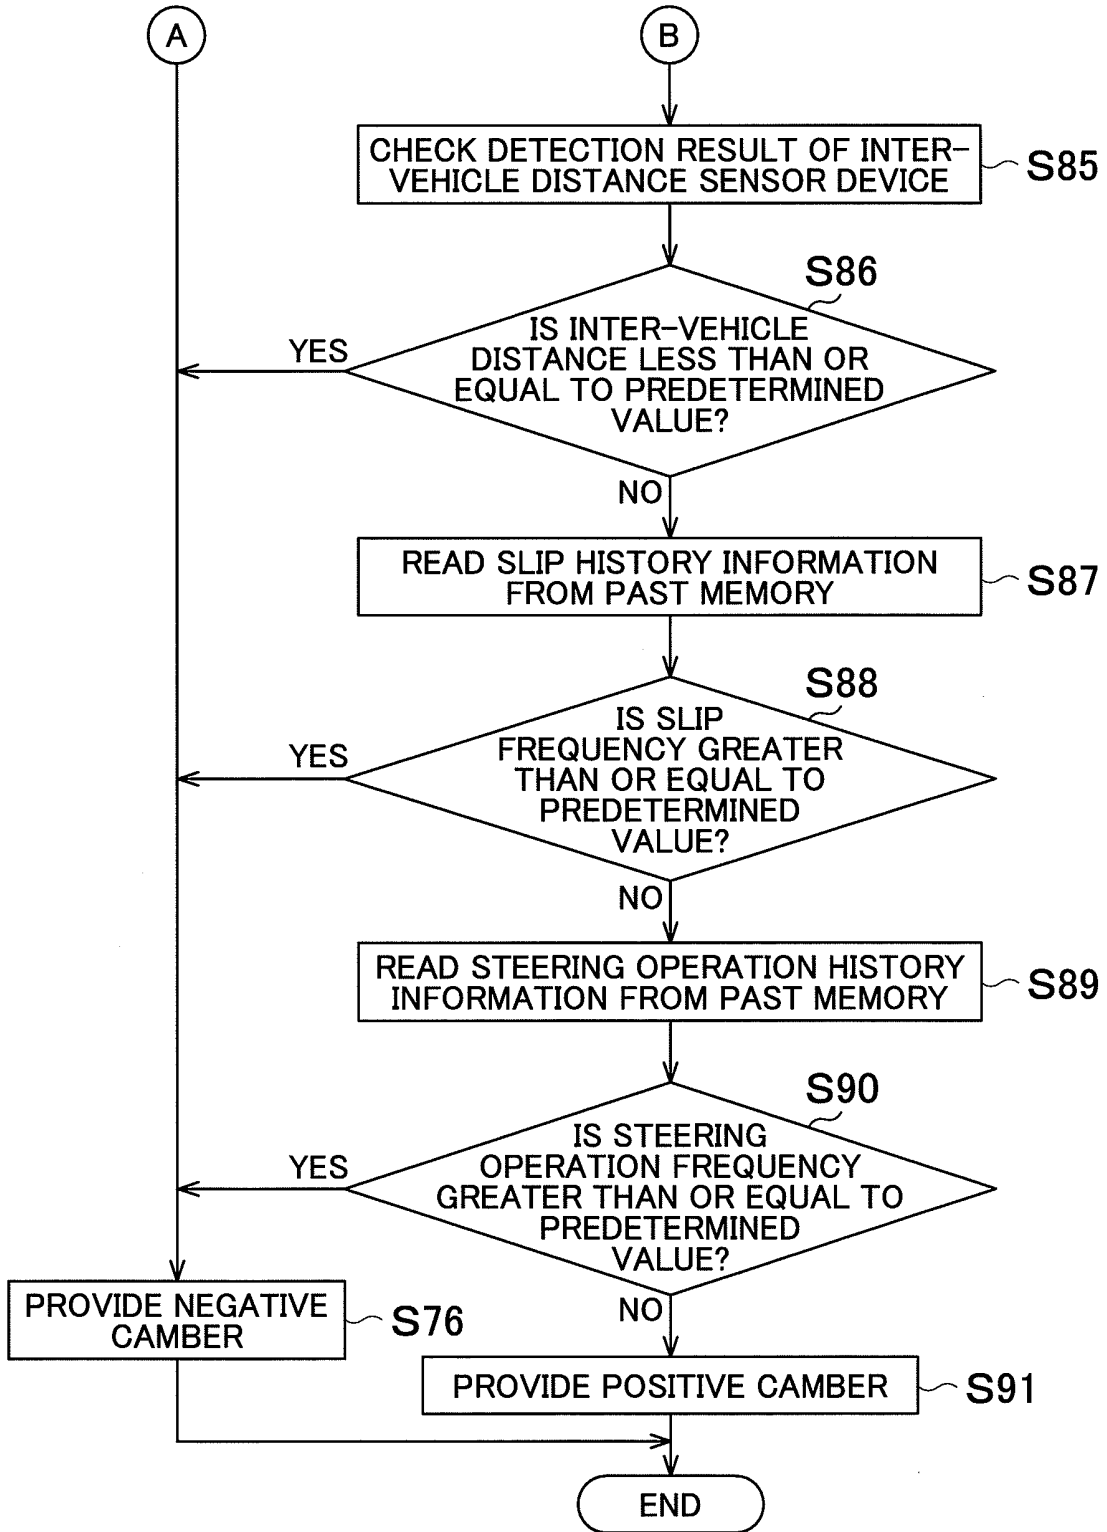 A
B
CHECK DETECTION RESULT OF INTER-
VEHICLE DISTANCE SENSOR DEVICE
S85
S86
IS INTER-VEHICLE
DISTANCE LESS THAN OR
EQUAL TO PREDETERMINED
VALUE?
YES
NO
READ SLIP HISTORY INFORMATION
FROM PAST MEMORY
S87
S88
IS SLIP
FREQUENCY GREATER
THAN OR EQUAL TO
PREDETERMINED
VALUE?
YES
NO
READ STEERING OPERATION HISTORY
INFORMATION FROM PAST MEMORY
S89
S90
IS STEERING
OPERATION FREQUENCY
GREATER THAN OR EQUAL TO
PREDETERMINED
VALUE?
YES
NO
PROVIDE NEGATIVE
CAMBER
S76
PROVIDE POSITIVE CAMBER
S91
END